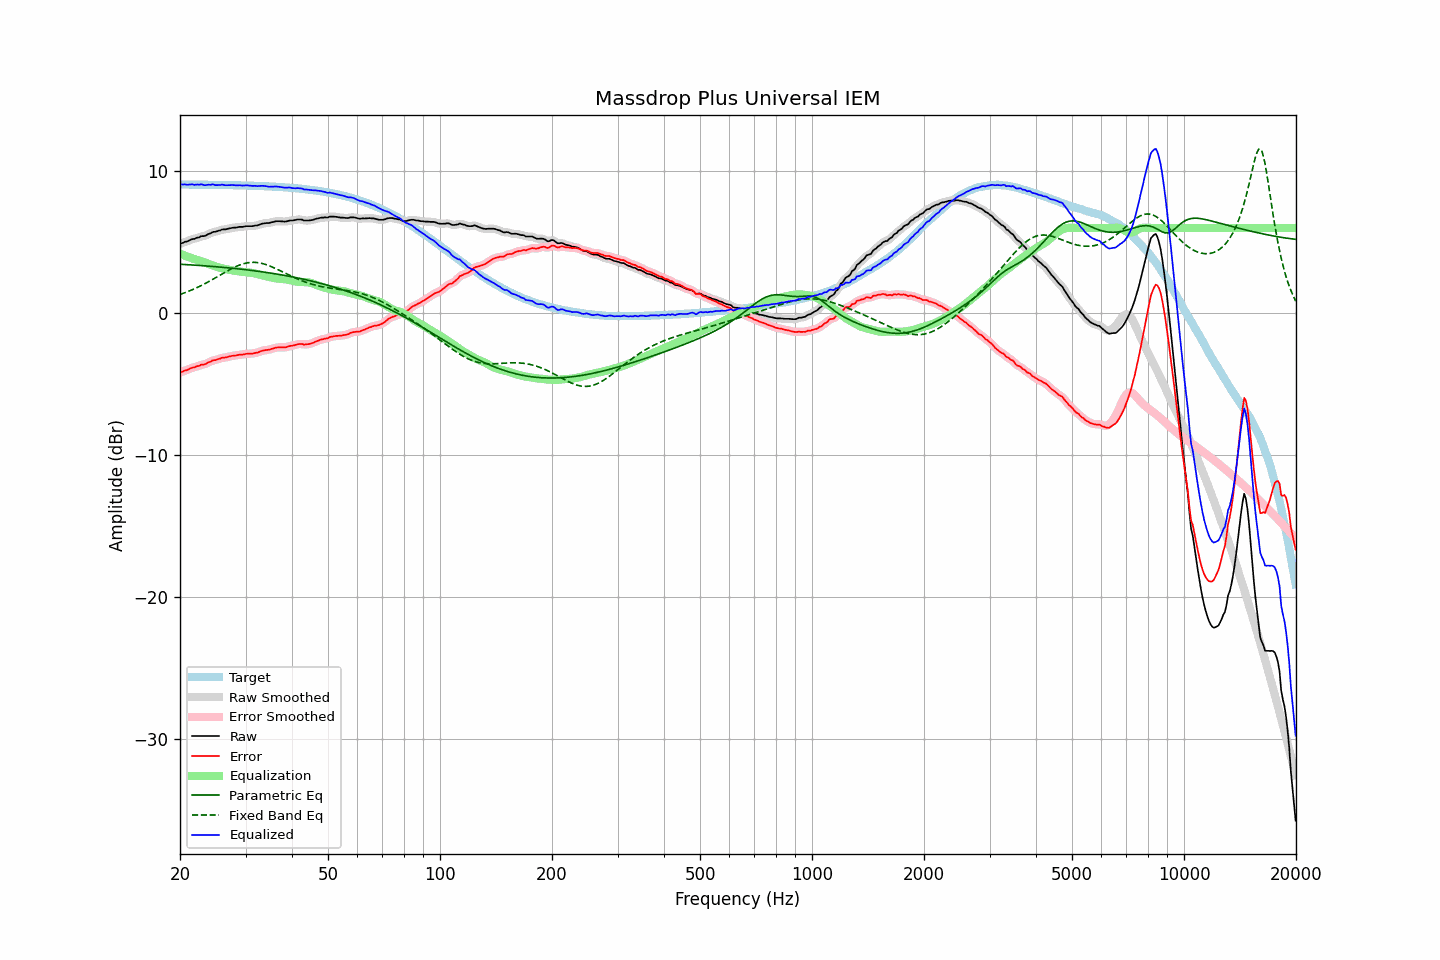 Massdrop Plus Universal IEM
Amplitude (dBr)
10
0
−10
−20
−30
Target
Raw Smoothed
Error Smoothed
Raw
Error
Equalization
Parametric Eq
Fixed Band Eq
Equalized
20 50 100 200 500 1000 2000 5000 10000 20000
Frequency (Hz)